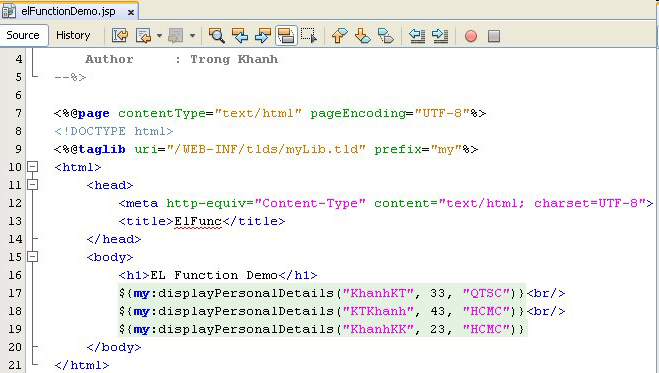 elFunctionDemo.jsp x
Source History
4 Author : Trong Khanh
5 --%>
6
7 <%@page contentType="text/html" pageEncoding="UTF-8"%>
8 <!DOCTYPE html>
9 <%@taglib uri="/WEB-INF/tlds/myLib.tld" prefix="my"%>
10 <html>
11 <head>
12 <meta http-equiv="Content-Type" content="text/html; charset=UTF-8">
13 <title>ElFunc</title>
14 </head>
15 <body>
16 <h1>EL Function Demo</h1>
17 ${my:displayPersonalDetails("KhanhKT", 33, "QTSC")}<br/>
18 ${my:displayPersonalDetails("KTKhanh", 43, "HCMC")}<br/>
19 ${my:displayPersonalDetails("KhanhKK", 23, "HCMC")}
20 </body>
21 </html>